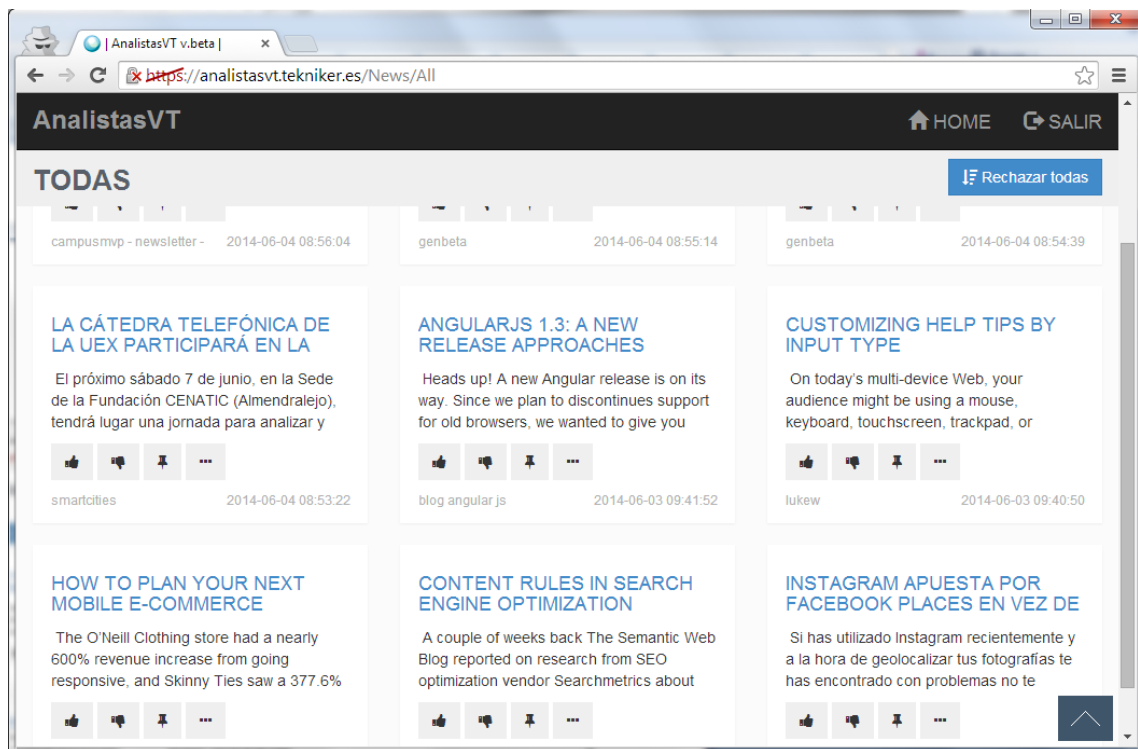 | AnalistasVT v.beta |
https://analistasvt.tekniker.es/News/All
AnalistasVT
HOME
SALIR
TODAS
Rechazar todas
campusmvp - newsletter - 2014-06-04 08:56:04
genbeta 2014-06-04 08:55:14
genbeta 2014-06-04 08:54:39
LA CÁTEDRA TELEFÓNICA DE
LA UEX PARTICIPARÁ EN LA
El próximo sábado 7 de junio, en la Sede
de la Fundación CENATIC (Almendralejo),
tendrá lugar una jornada para analizar y
smartcities 2014-06-04 08:53:22
ANGULARJS 1.3: A NEW
RELEASE APPROACHES
Heads up! A new Angular release is on its
way. Since we plan to discontinues support
for old browsers, we wanted to give you
blog angular js 2014-06-03 09:41:52
CUSTOMIZING HELP TIPS BY
INPUT TYPE
On today's multi-device Web, your
audience might be using a mouse,
keyboard, touchscreen, trackpad, or
lukew 2014-06-03 09:40:50
HOW TO PLAN YOUR NEXT
MOBILE E-COMMERCE
The O'Neill Clothing store had a nearly
600% revenue increase from going
responsive, and Skinny Ties saw a 377.6%
CONTENT RULES IN SEARCH
ENGINE OPTIMIZATION
A couple of weeks back The Semantic Web
Blog reported on research from SEO
optimization vendor Searchmetrics about
INSTAGRAM APUESTA POR
FACEBOOK PLACES EN VEZ DE
Si has utilizado Instagram recientemente y
a la hora de geolocalizar tus fotografías te
has encontrado con problemas no te